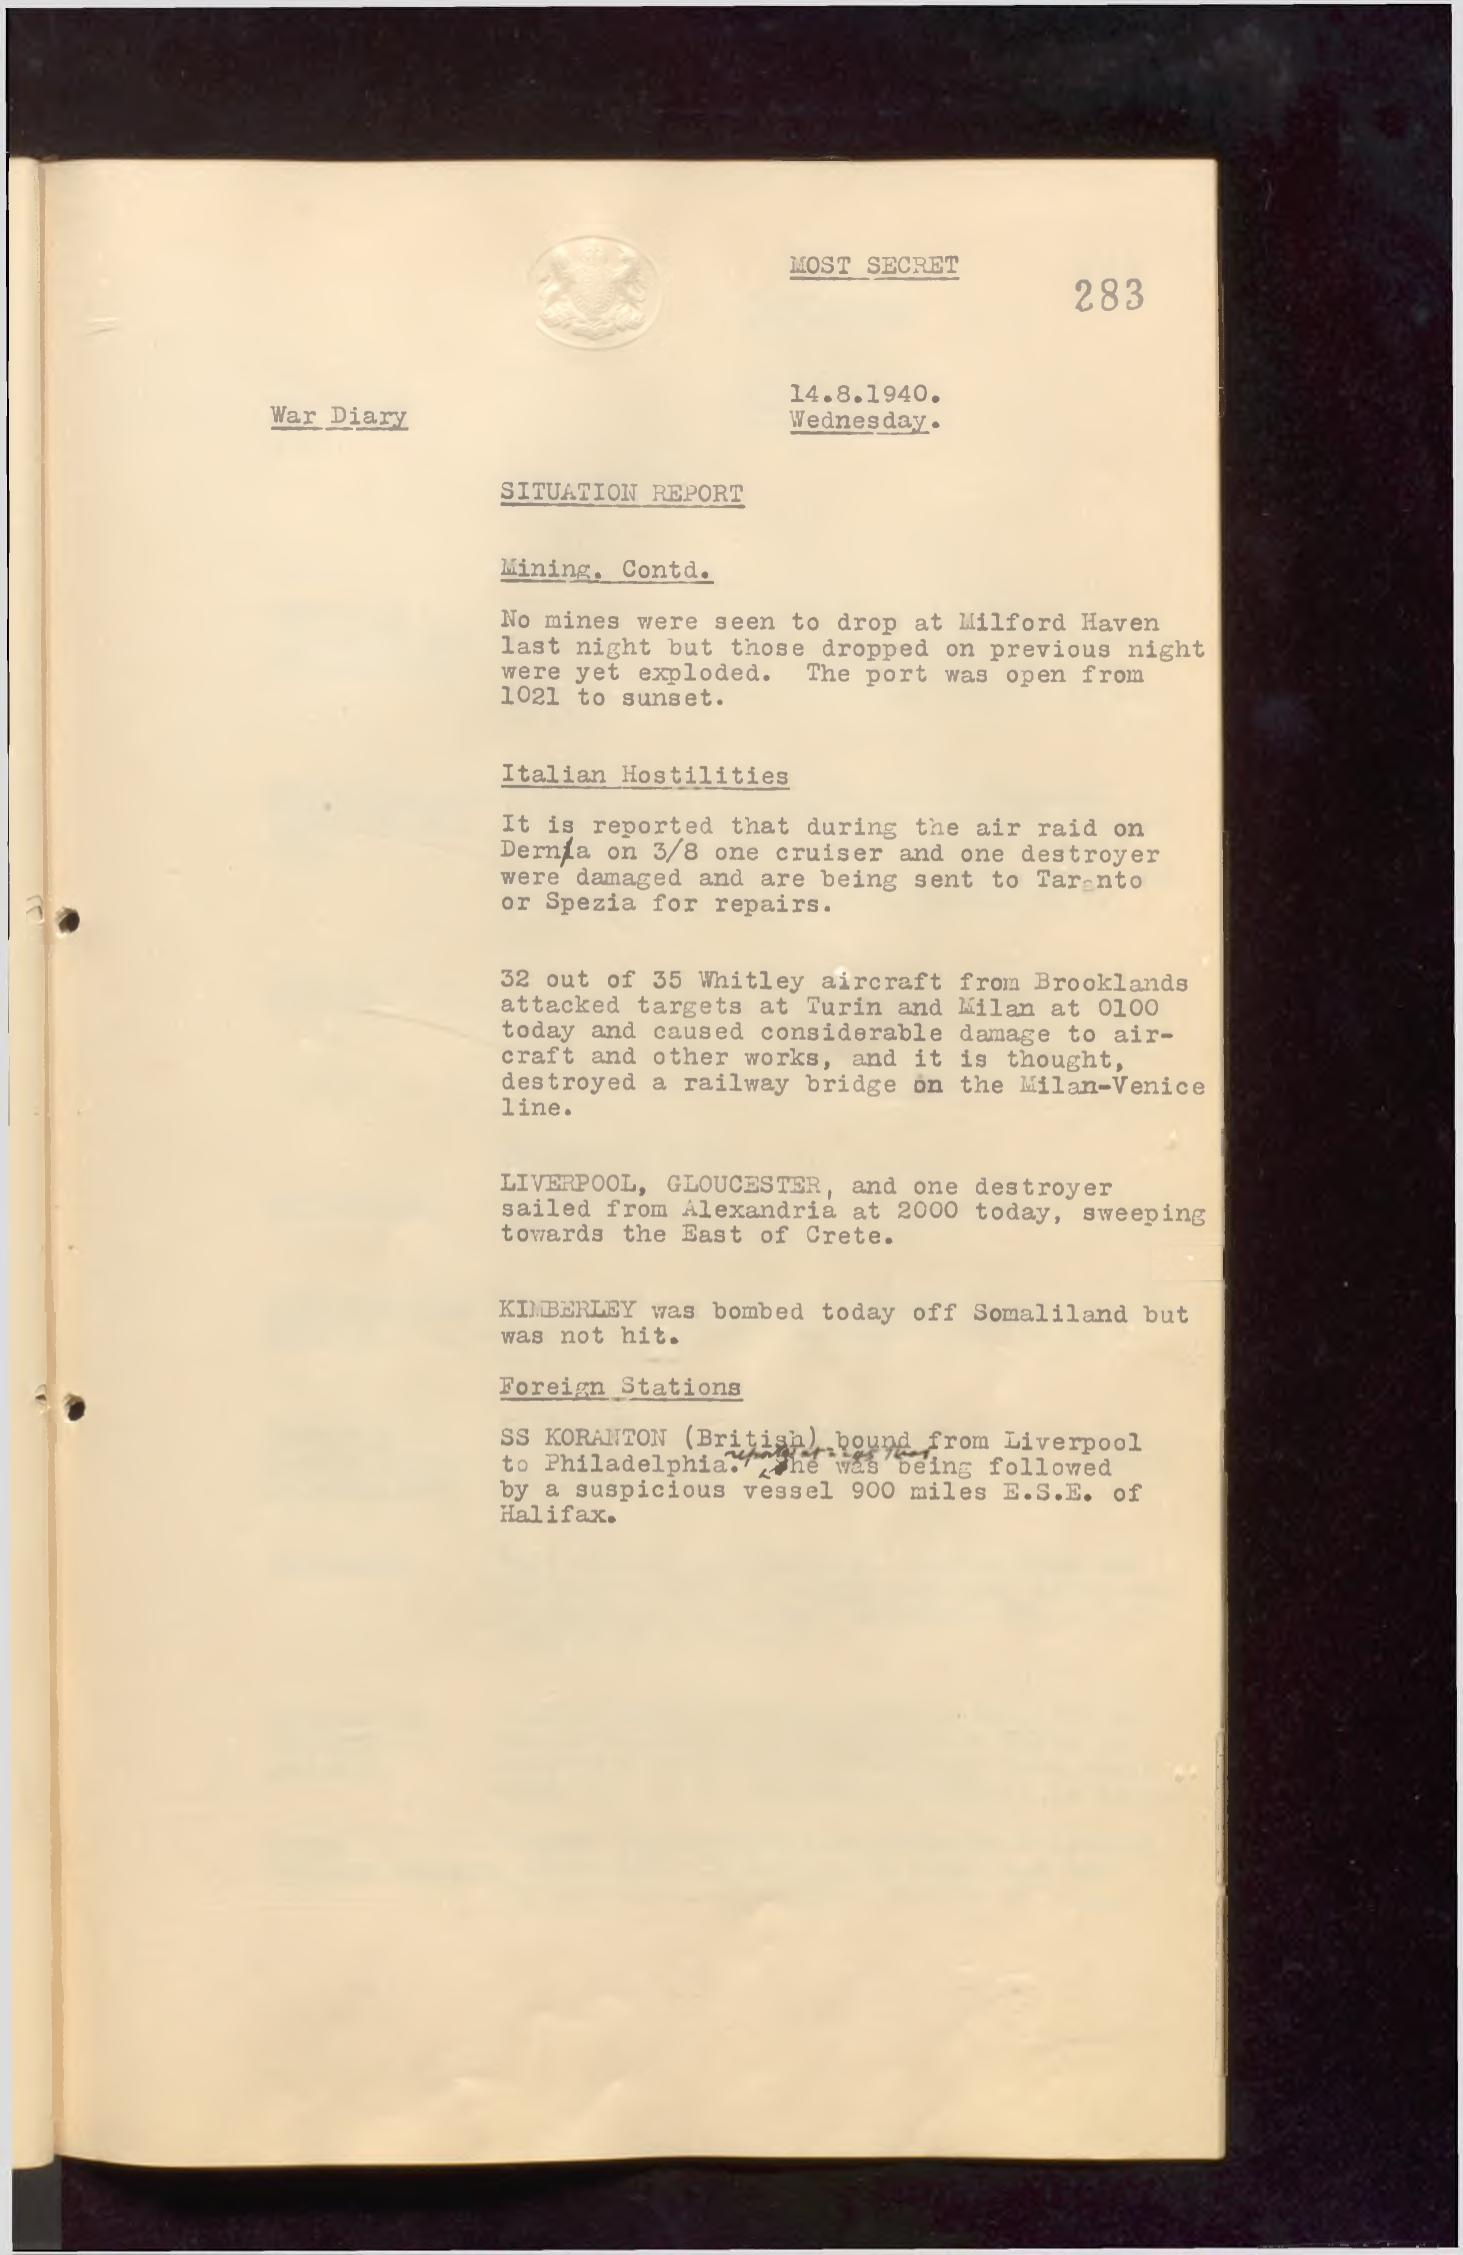 MOST SECRET
283
14.8.1940.
War Diary
Wednesday.
SITUATION REPORT
Mining. Contd.
No mines were seen to drop at Milford Haven
last night but those dropped on previous night
were yet exploded. The port was open from
1021 to sunset.
Italian Hostilities
It is reported that during the air raid on
Derna on 3/8 one cruiser and one destroyer
were damaged and are being sent to Taranto
or Spezia for repairs.
32 out of 35 Whitley aircraft from Brooklands
attacked targets at Turin and Milan at 0100
today and caused considerable damage to air-
craft and other works, and it is thought,
destroyed a railway bridge on the Milan-Venice
line.
LIVERPOOL, GLOUCESTER, and one destroyer
sailed from Alexandria at 2000 today, sweeping
towards the East of Crete.
KIMBERLEY was bombed today off Somaliland but
was not hit.
Foreign Stations
SS KORANTON (British) bound from Liverpool
that
to Philadelphia. she was being followed
by a suspicious vessel 900 miles E.S.E. of
Halifax.